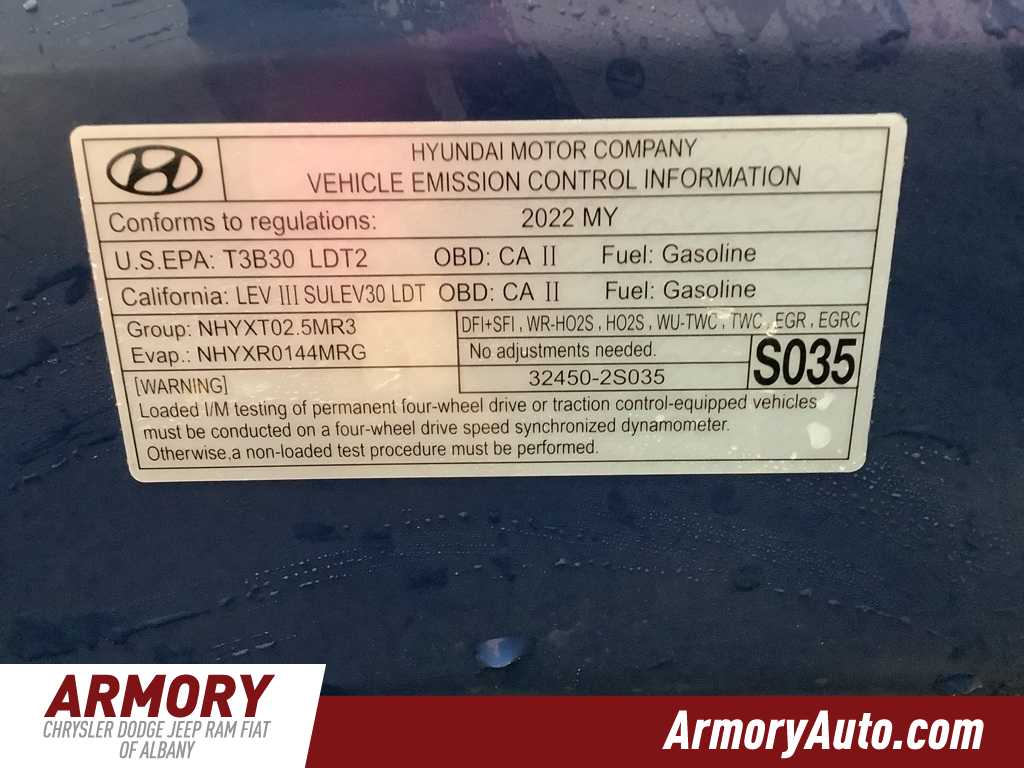 HYUNDAI MOTOR COMPANY
VEHICLE EMISSION CONTROL INFORMATION
Conforms to regulations: 2022 MY
U.S.EPA: T3B30 LDT2 OBD: CA II Fuel: Gasoline
California: LEV III SULEV30 LDT OBD: CA II Fuel: Gasoline
Group: NHYXT02.5MR3
Evap.: NHYXR0144MRG
DFI+SFI , WR-HO2S , HO2S , WU-TWC , TWC , EGR , EGRC
No adjustments needed.
32450-2S035
S035
[WARNING]
Loaded I/M testing of permanent four-wheel drive or traction control-equipped vehicles
must be conducted on a four-wheel drive speed synchronized dynamometer.
Otherwise,a non-loaded test procedure must be performed.
ARMORY
CHRYSLER DODGE JEEP RAM FIAT
OF ALBANY
ArmoryAuto.com